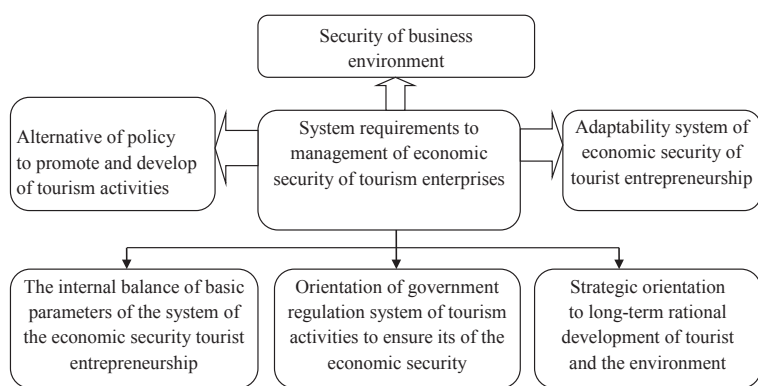 Security of business
environment
Alternative of policy
to promote and develop
of tourism activities
System requirements to
management of economic
security of tourism enterprises
Adaptability system of
economic security of
tourist entrepreneurship
The internal balance of basic
parameters of the system of
the economic security tourist
entrepreneurship
Orientation of government
regulation system of tourism
activities to ensure its of the
economic security
Strategic orientation
to long-term rational
development of tourist
and the environment